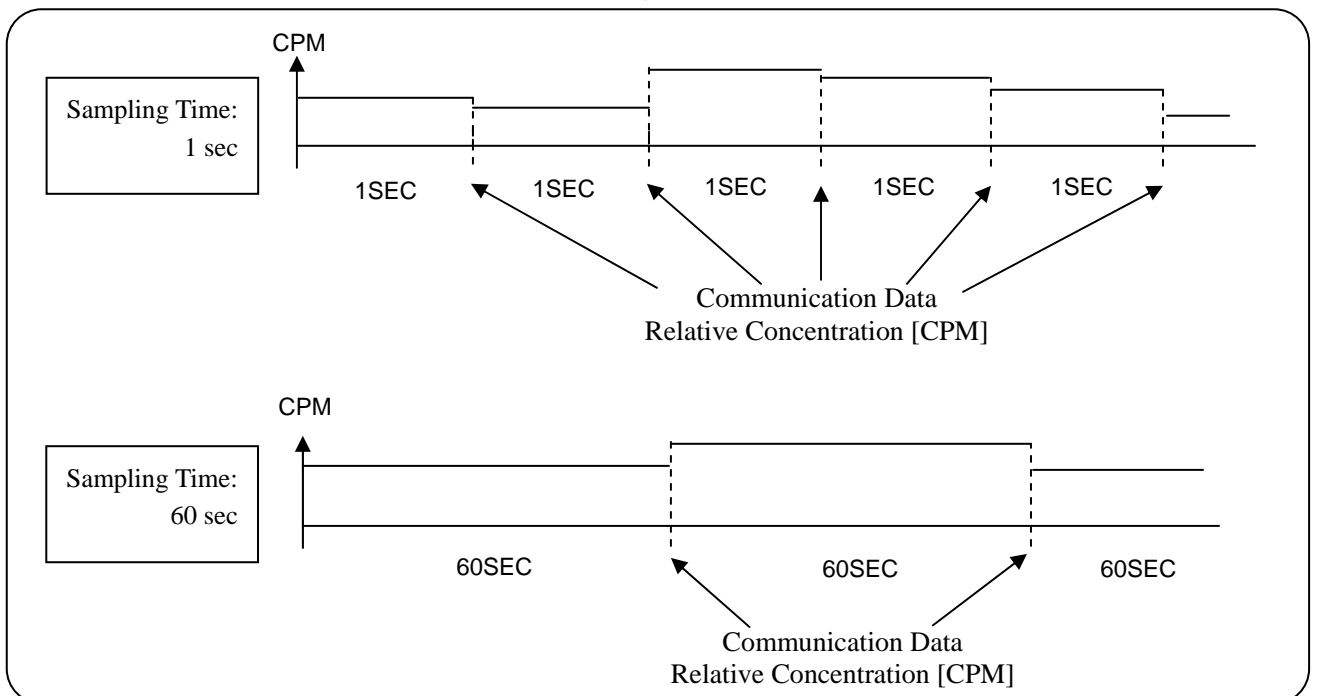 CPM
Sampling Time:
1 sec
1SEC 1SEC 1SEC 1SEC 1SEC
Communication Data
Relative Concentration [CPM]
CPM
Sampling Time:
60 sec
60SEC 60SEC 60SEC
Communication Data
Relative Concentration [CPM]